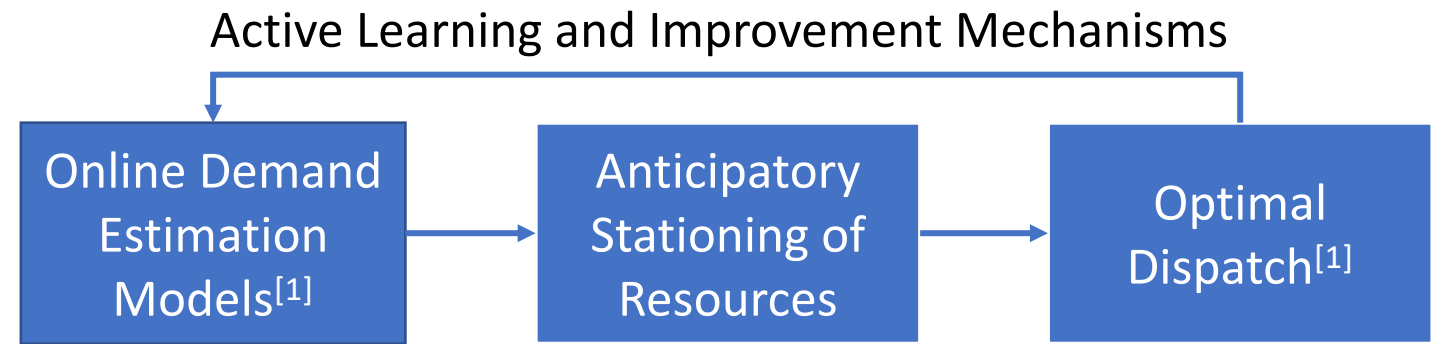 Active Learning and Improvement Mechanisms
Online Demand
Estimation
Models[1]
Anticipatory
Stationing of
Resources
Optimal
Dispatch[1]